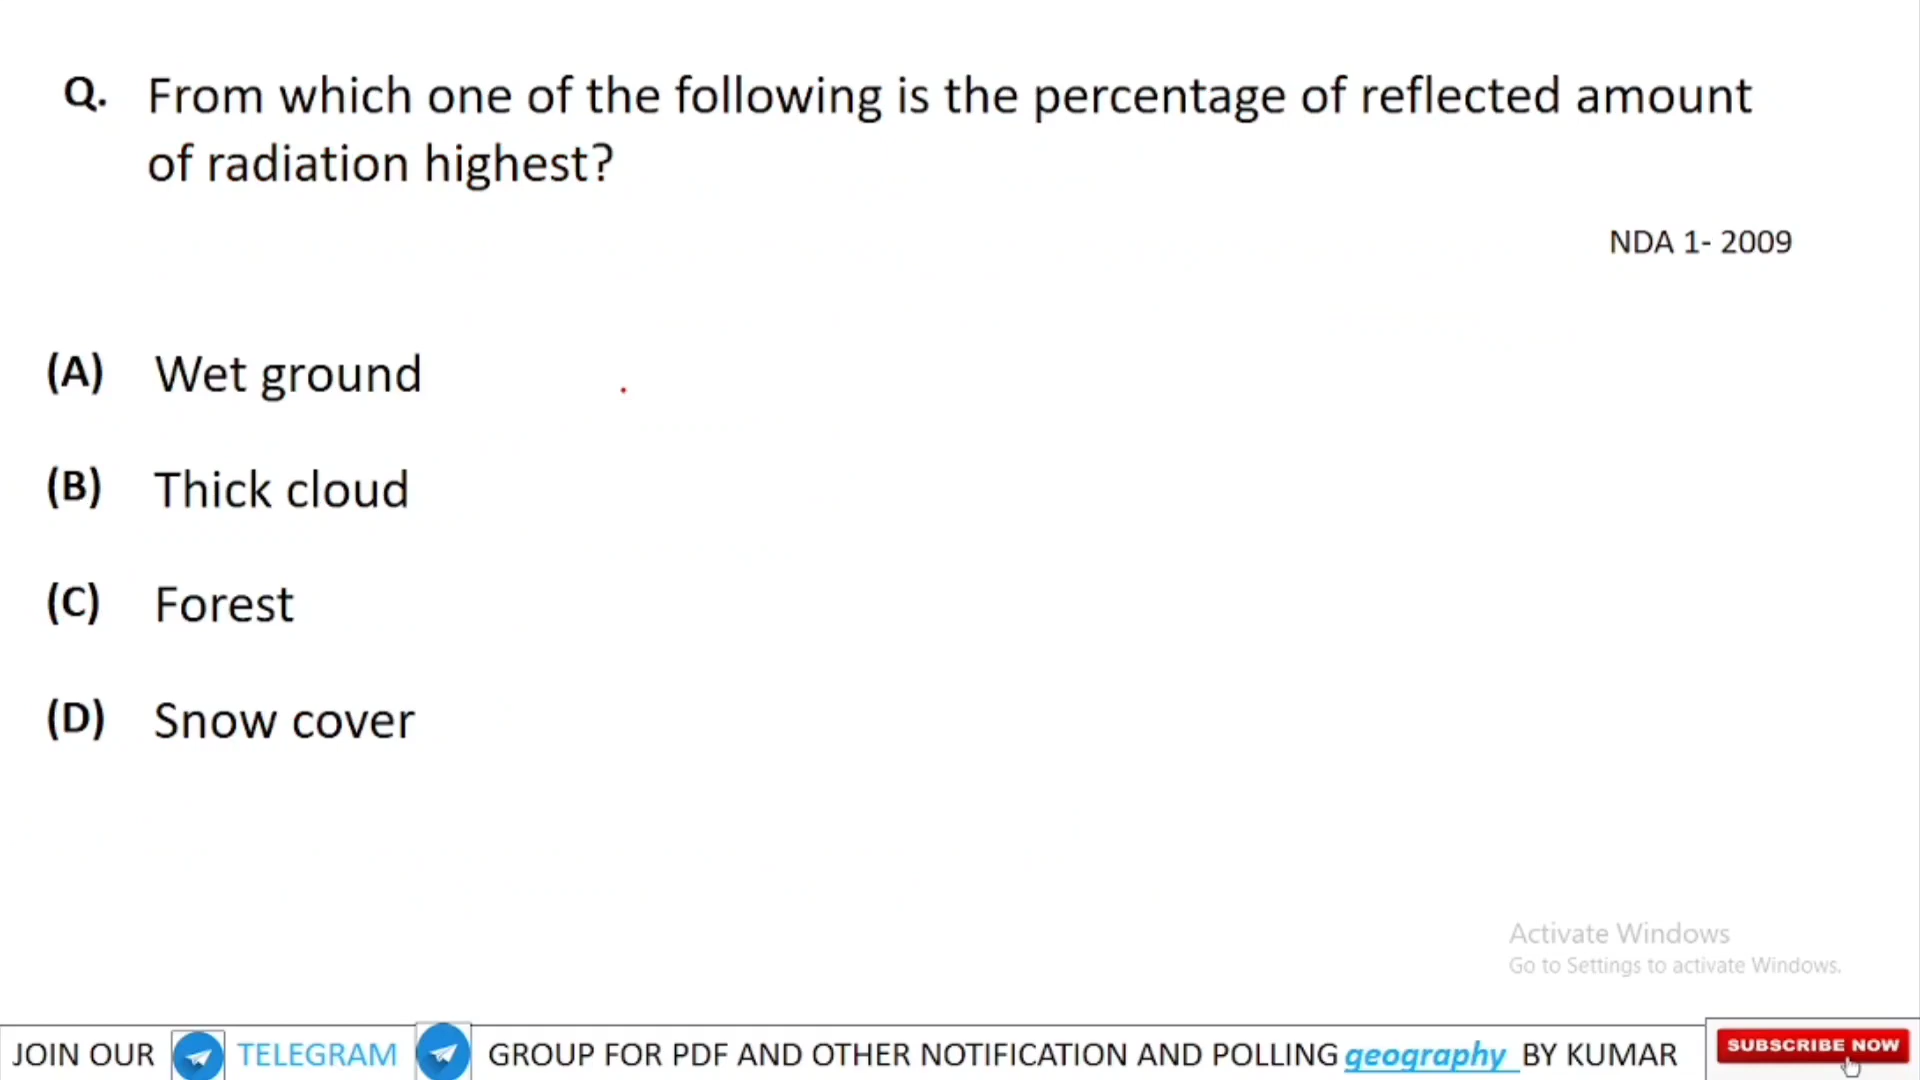 Q. From which one of the following is the percentage of reflected amount
of radiation highest?
NDA 1- 2009
(A) Wet ground
(B) Thick cloud
(C) Forest
(D) Snow cover
Activate Windows
Go to Settings to activate Windows.
JOIN OUR TELEGRAM GROUP FOR PDF AND OTHER NOTIFICATION AND POLLING geography BY KUMAR SUBSCRIBE NOW